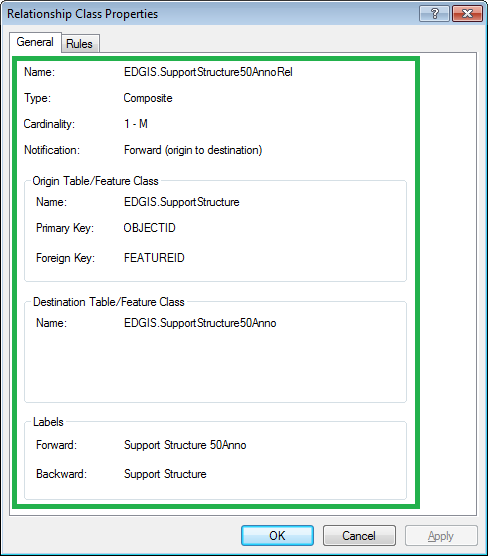 Relationship Class Properties
General Rules
Name: EDGIS.SupportStructure50AnnoRel
Type: Composite
Cardinality: 1 - M
Notification: Forward (origin to destination)
Origin Table/Feature Class
Name: EDGIS.SupportStructure
Primary Key: OBJECTID
Foreign Key: FEATUREID
Destination Table/Feature Class
Name: EDGIS.SupportStructure50Anno
Labels
Forward: Support Structure 50Anno
Backward: Support Structure
OK Cancel Apply